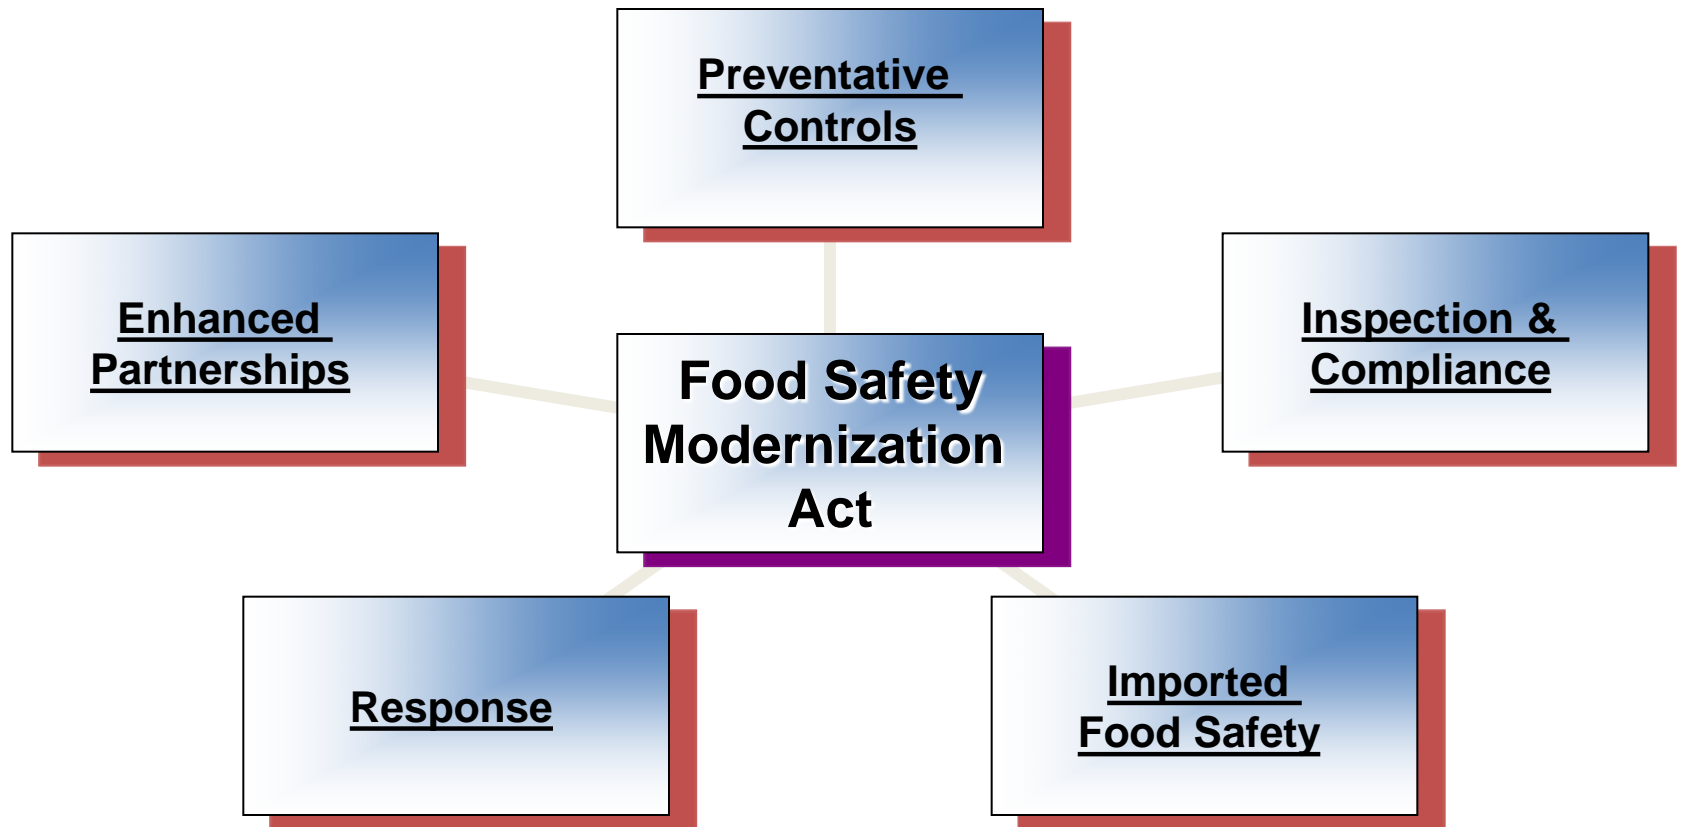 Preventative
Controls
Enhanced
Partnerships
Inspection &
Compliance
Food Safety
Modernization
Act
Response
Imported
Food Safety